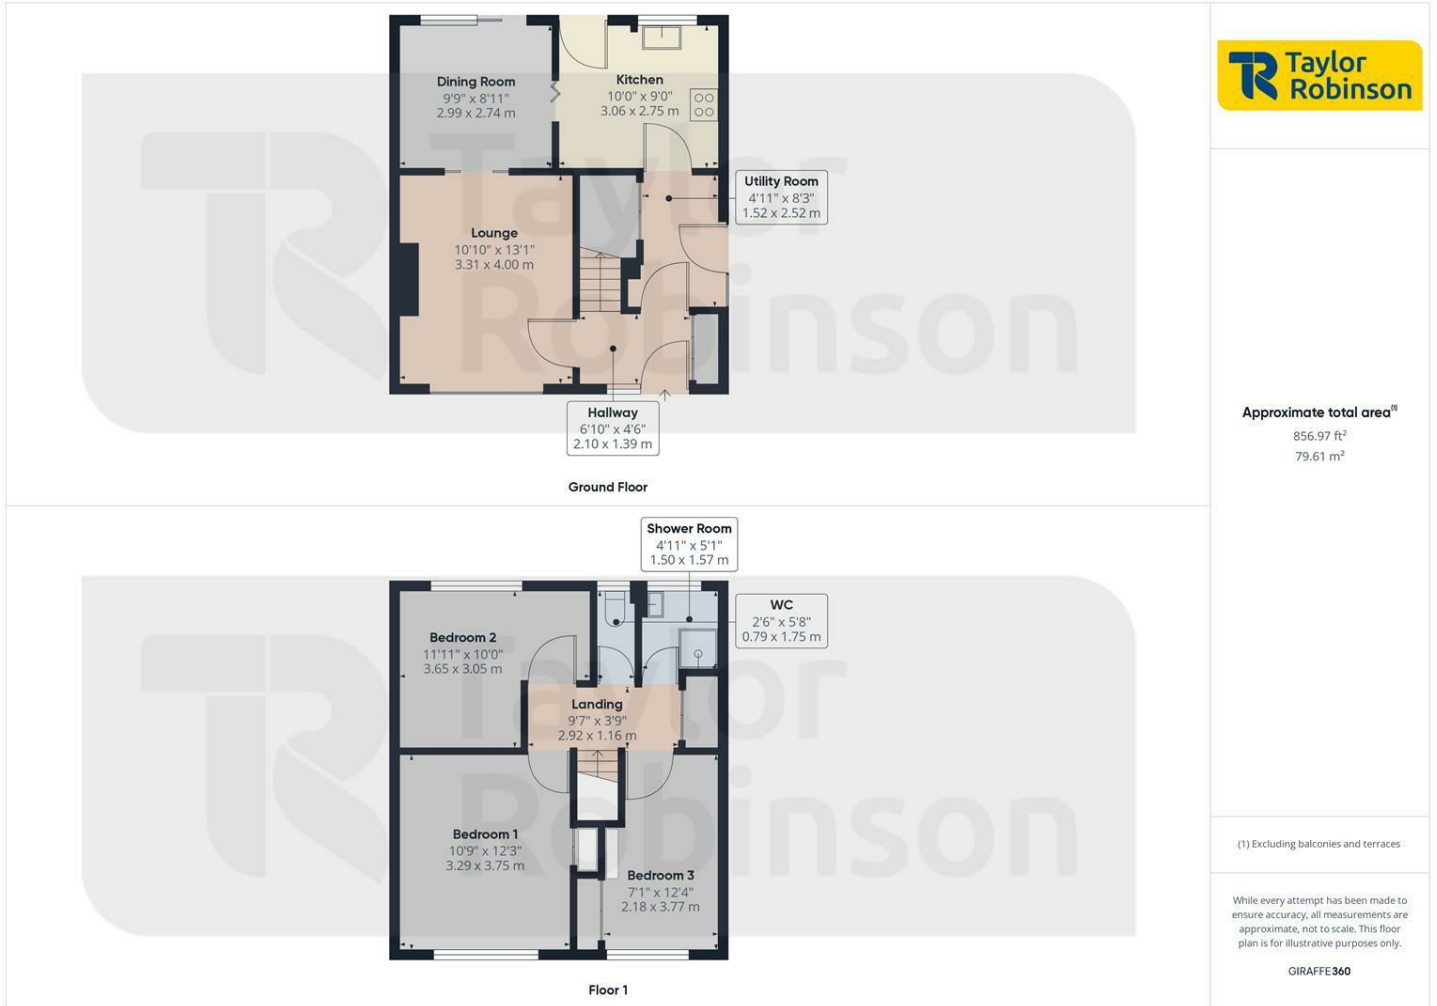 Dining Room
9'9" x 8'11"
2.99 x 2.74 m
Kitchen
10'0" x 9'0"
3.06 x 2.75 m
Utility Room
4'11" x 8'3"
1.52 x 2.52 m
Lounge
10'10" x 13'1"
3.31 x 4.00 m
Hallway
6'10" x 4'6"
2.10 x 1.39 m
Ground Floor
Taylor
Robinson
Shower Room
4'11" x 5'1"
1.50 x 1.57 m
WC
2'6" x 5'8"
0.79 x 1.75 m
Bedroom 2
11'11" x 10'0"
3.65 x 3.05 m
Landing
9'7" x 3'9"
2.92 x 1.16 m
Bedroom 1
10'9" x 12'3"
3.29 x 3.75 m
Bedroom 3
7'1" x 12'4"
2.18 x 3.77 m
Floor 1
Taylor
Robinson
TR Taylor
Robinson
Approximate total area(1)
856.97 ft²
79.61 m²
(1) Excluding balconies and terraces
While every attempt has been made to
ensure accuracy, all measurements are
approximate, not to scale. This floor
plan is for illustrative purposes only.
GIRAFFE360